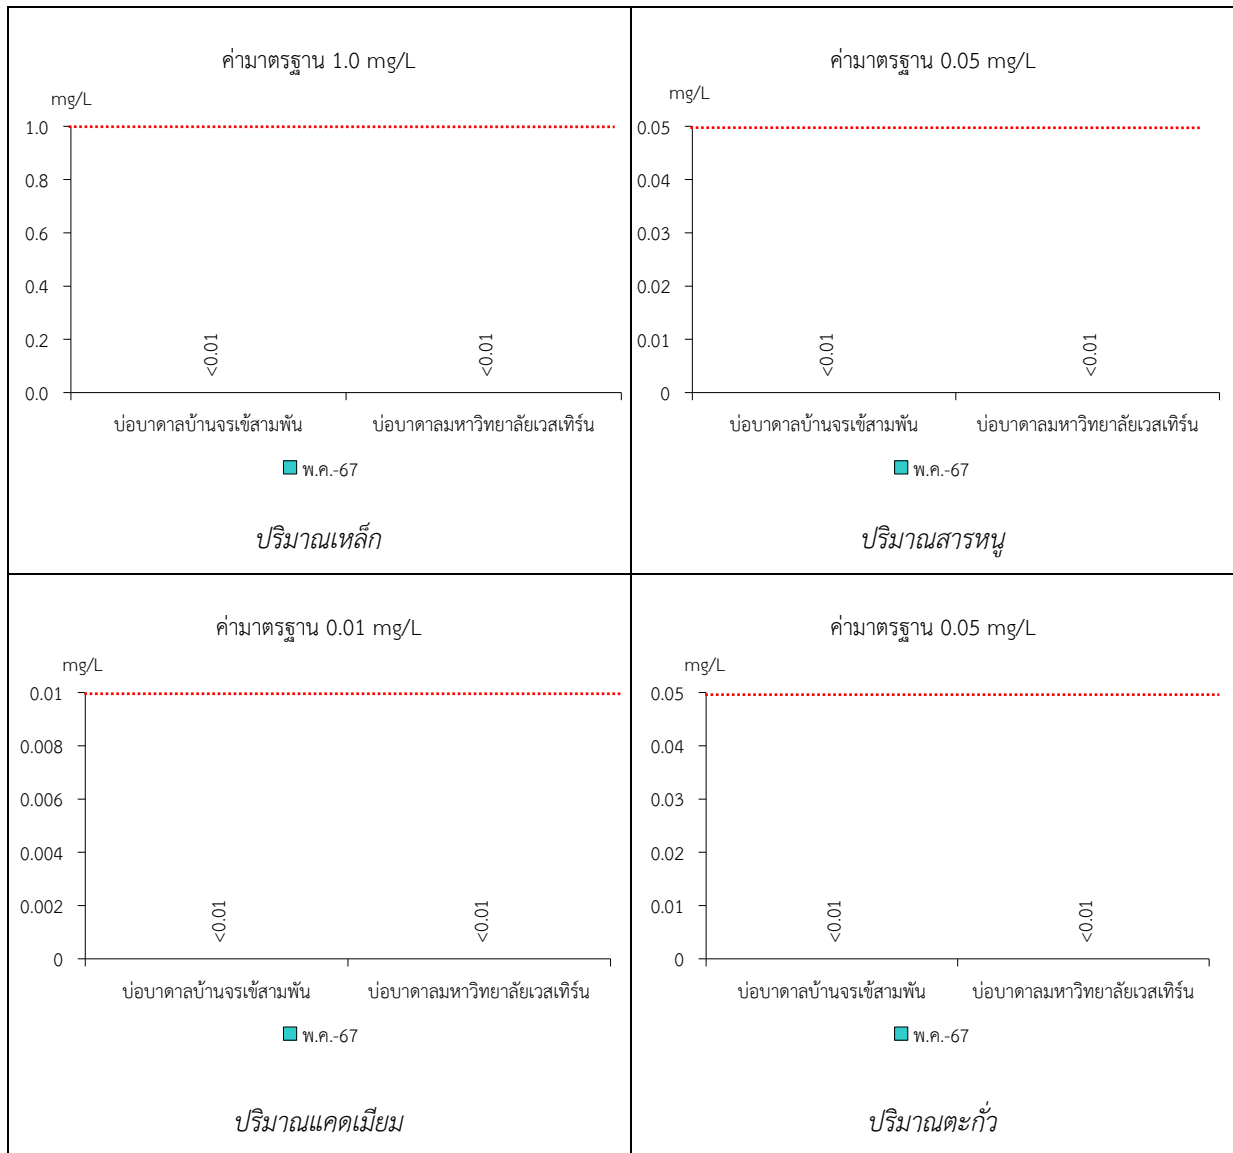 ค่ามาตรฐาน 1.0 mg/L
mg/L
1.0
0.8
0.6
0.4
0.2
0.0
<0.01
<0.01
บ่อบาดาลบ้านจรเข้สามพัน บ่อบาดาลมหาวิทยาลัยเวสเทิร์น
พ.ค.-67
ปริมาณเหล็ก
ค่ามาตรฐาน 0.05 mg/L
mg/L
0.05
0.04
0.03
0.02
0.01
0
<0.01
<0.01
บ่อบาดาลบ้านจรเข้สามพัน บ่อบาดาลมหาวิทยาลัยเวสเทิร์น
พ.ค.-67
ปริมาณสารหนู
ค่ามาตรฐาน 0.01 mg/L
mg/L
0.01
0.008
0.006
0.004
0.002
0
<0.01
<0.01
บ่อบาดาลบ้านจรเข้สามพัน บ่อบาดาลมหาวิทยาลัยเวสเทิร์น
พ.ค.-67
ปริมาณแคดเมียม
ค่ามาตรฐาน 0.05 mg/L
mg/L
0.05
0.04
0.03
0.02
0.01
0
<0.01
<0.01
บ่อบาดาลบ้านจรเข้สามพัน บ่อบาดาลมหาวิทยาลัยเวสเทิร์น
พ.ค.-67
ปริมาณตะกั่ว